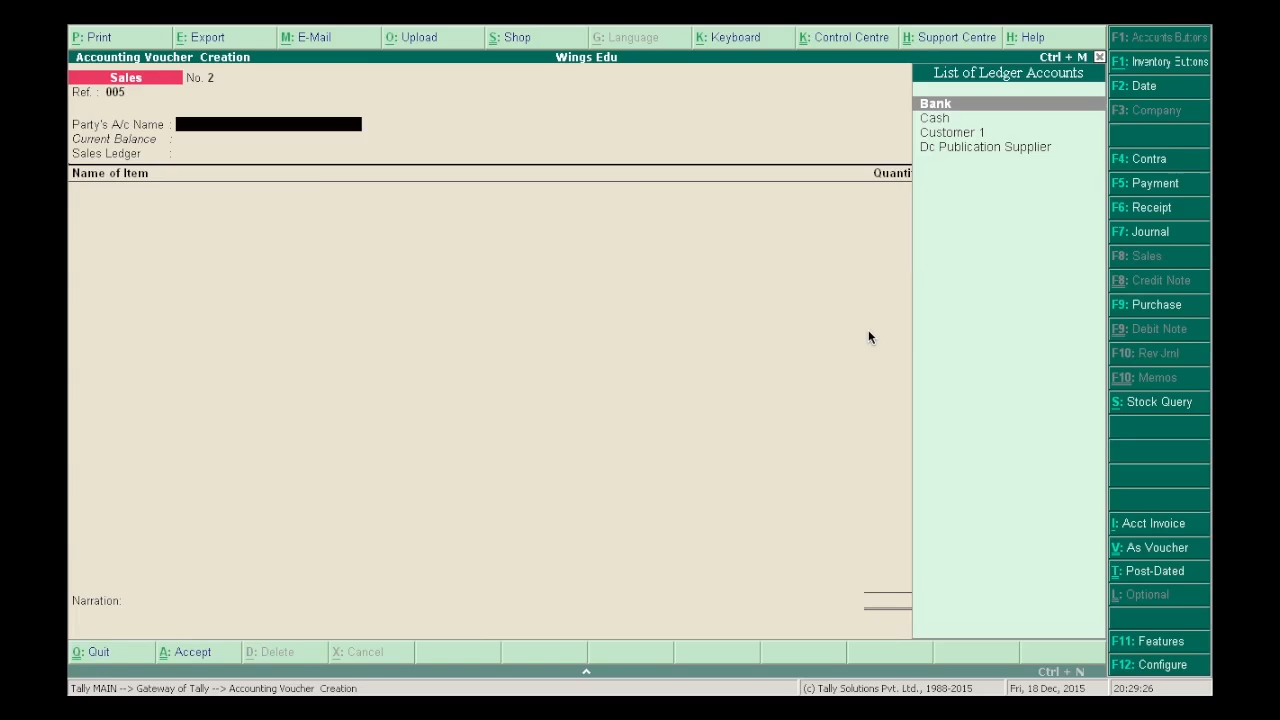 P: Print E: Export M: E-Mail O: Upload S: Shop G: Language K: Keyboard K: Control Centre H: Support Centre H: Help
Accounting Voucher Creation Wings Edu Ctrl + M
Sales No. 2
Ref. : 005
Party's A/c Name :
Current Balance :
Sales Ledger :
Name of Item Quanti
Narration:
List of Ledger Accounts
Bank
Cash
Customer 1
Dc Publication Supplier
F1: Accounts Buttons
F1: Inventory Buttons
F2: Date
F3: Company
F4: Contra
F5: Payment
F6: Receipt
F7: Journal
F8: Sales
F8: Credit Note
F9: Purchase
F9: Debit Note
F10: Rev Jrnl
F10: Memos
S: Stock Query
I: Acct Invoice
V: As Voucher
T: Post-Dated
L: Optional
F11: Features
F12: Configure
Q: Quit A: Accept D: Delete X: Cancel
Ctrl + N
Tally MAIN --> Gateway of Tally --> Accounting Voucher Creation (c) Tally Solutions Pvt. Ltd., 1988-2015 Fri, 18 Dec, 2015 20:29:26